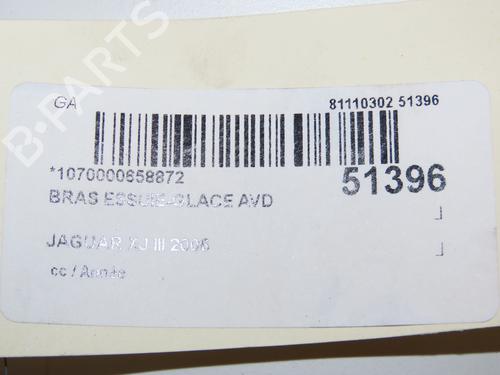 B-PARTS
GA
81110302 51396
*1070000658872
51396
BRAS ESSUIE-GLACE AVD
JAGUAR XJ III 2006
cc / Année